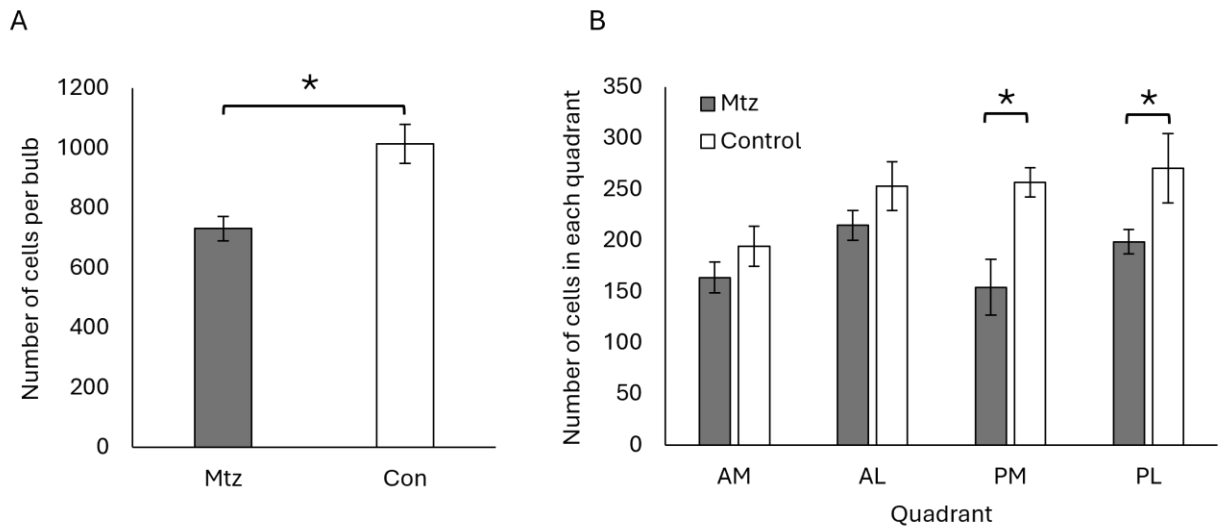 A
Number of cells per bulb
1200
1000
800
600
400
200
0
*
Mtz
Con
B
Number of cells in each quadrant
350
300
250
200
150
100
50
0
Mtz
Control
*
*
AM
AL
PM
PL
Quadrant